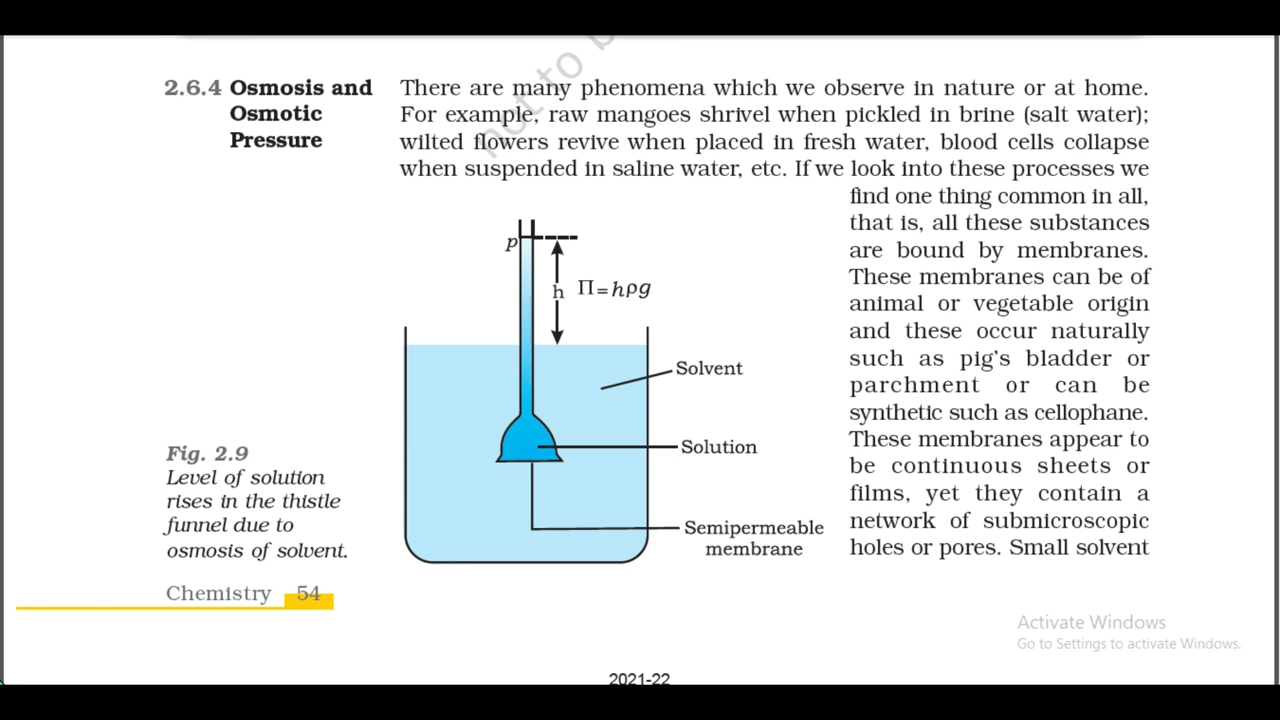 not to b
2.6.4 Osmosis and
Osmotic
Pressure
There are many phenomena which we observe in nature or at home.
For example, raw mangoes shrivel when pickled in brine (salt water);
wilted flowers revive when placed in fresh water, blood cells collapse
when suspended in saline water, etc. If we look into these processes we
find one thing common in all,
that is, all these substances
are bound by membranes.
These membranes can be of
animal or vegetable origin
and these occur naturally
such as pig's bladder or
parchment or can be
synthetic such as cellophane.
These membranes appear to
be continuous sheets or
films, yet they contain a
network of submicroscopic
holes or pores. Small solvent
p
h
Π=hρg
Solvent
Solution
Semipermeable
membrane
Fig. 2.9
Level of solution
rises in the thistle
funnel due to
osmosis of solvent.
Chemistry 54
Activate Windows
Go to Settings to activate Windows.
2021-22